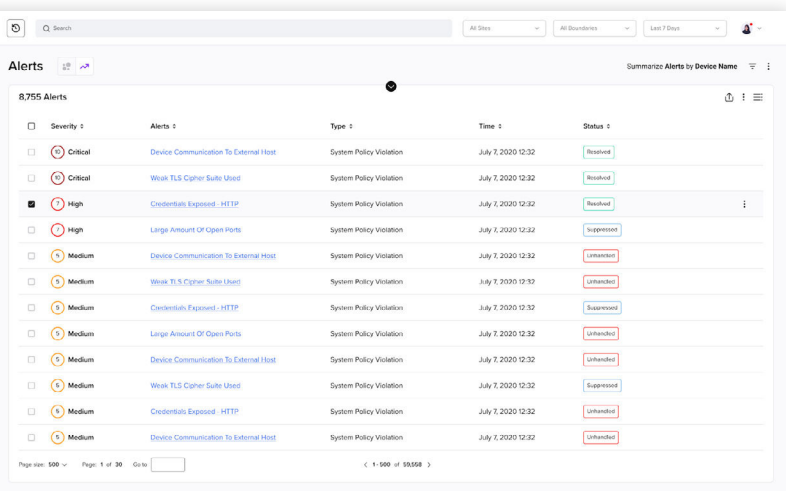 Search
All Sites
All Boundaries
Last 7 Days
Alerts
Summarize Alerts by Device Name
8,755 Alerts
Severity Alerts Type Time Status
10 Critical Device Communication To External Host System Policy Violation July 7, 2020 12:32 Resolved
10 Critical Weak TLS Cipher Suite Used System Policy Violation July 7, 2020 12:32 Resolved
7 High Credentials Exposed - HTTP System Policy Violation July 7, 2020 12:32 Resolved
7 High Large Amount Of Open Ports System Policy Violation July 7, 2020 12:32 Suppressed
5 Medium Device Communication To External Host System Policy Violation July 7, 2020 12:32 Unhandled
5 Medium Weak TLS Cipher Suite Used System Policy Violation July 7, 2020 12:32 Unhandled
5 Medium Credentials Exposed - HTTP System Policy Violation July 7, 2020 12:32 Suppressed
5 Medium Large Amount Of Open Ports System Policy Violation July 7, 2020 12:32 Unhandled
5 Medium Device Communication To External Host System Policy Violation July 7, 2020 12:32 Unhandled
5 Medium Weak TLS Cipher Suite Used System Policy Violation July 7, 2020 12:32 Suppressed
5 Medium Credentials Exposed - HTTP System Policy Violation July 7, 2020 12:32 Unhandled
5 Medium Device Communication To External Host System Policy Violation July 7, 2020 12:32 Unhandled
Page size: 500 Page: 1 of 30 Go to 1 - 500 of 59,558